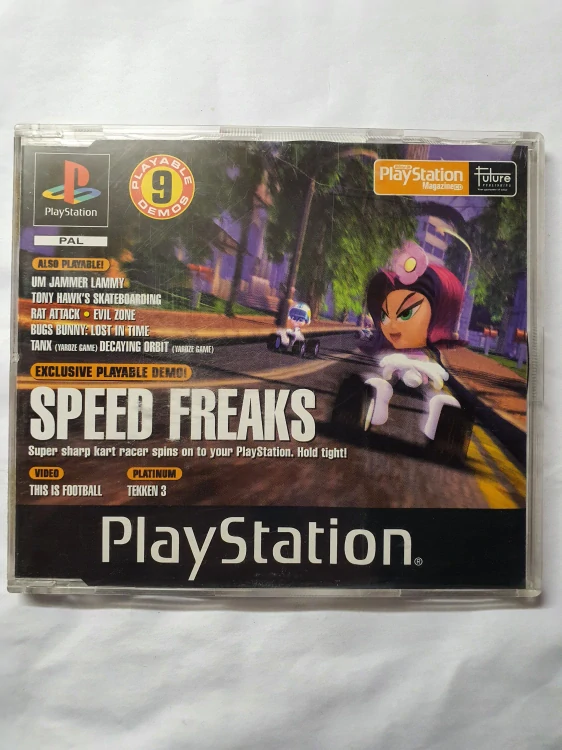 PlayStation
PAL
PLAYABLE
9
DEMOS
PlayStation
Magazine
Future
PUBLISHING
ALSO PLAYABLE!
UM JAMMER LAMMY
TONY HAWK'S SKATEBOARDING
RAT ATTACK • EVIL ZONE
BUGS BUNNY: LOST IN TIME
TANX (YAROZE GAME) DECAYING ORBIT (YAROZE GAME)
EXCLUSIVE PLAYABLE DEMO!
SPEED FREAKS
Super sharp kart racer spins on to your PlayStation. Hold tight!
VIDEO
THIS IS FOOTBALL
PLATINUM
TEKKEN 3
PlayStation®